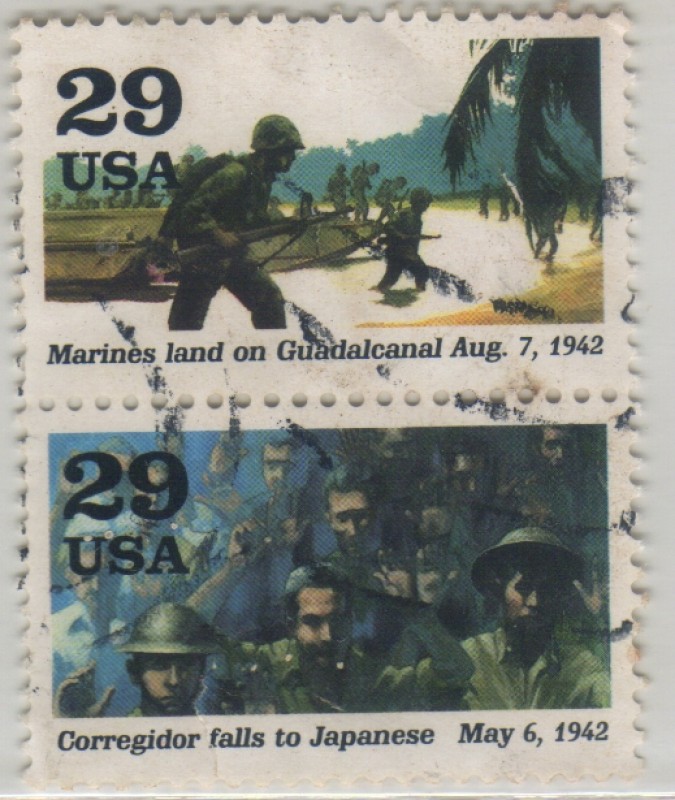 29
USA
Marines land on Guadalcanal Aug. 7, 1942
29
USA
Corregidor falls to Japanese May 6, 1942